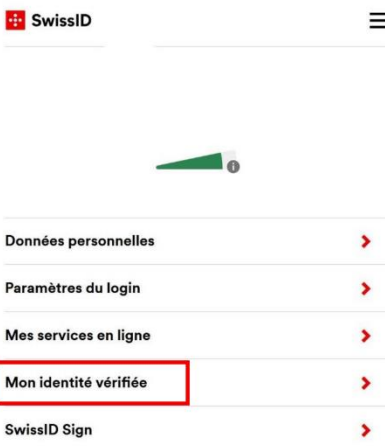 SwissID
Données personnelles
Paramètres du login
Mes services en ligne
Mon identité vérifiée
SwissID Sign